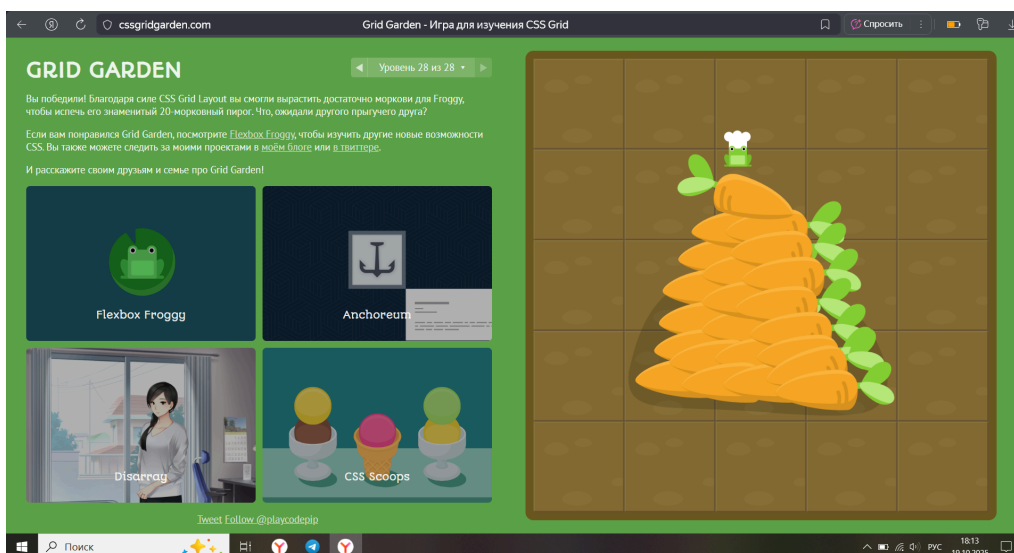 cssgridgarden.com
Grid Garden - Игра для изучения CSS Grid
Спросить
GRID GARDEN
Уровень 28 из 28
Вы победили! Благодаря силе CSS Grid Layout вы смогли вырастить достаточно моркови для Froggy,
чтобы испечь его знаменитый 20-морковный пирог. Что, ожидали другого прыгучего друга?
Если вам понравился Grid Garden, посмотрите Flexbox Froggy, чтобы изучить другие новые возможности
CSS. Вы также можете следить за моими проектами в моём блоге или в твиттере.
И расскажите своим друзьям и семье про Grid Garden!
Flexbox Froggy
Anchoreum
Disarray
CSS Scoops
Tweet Follow @playcodepip
Поиск
РУС
18:13
19.10.2025